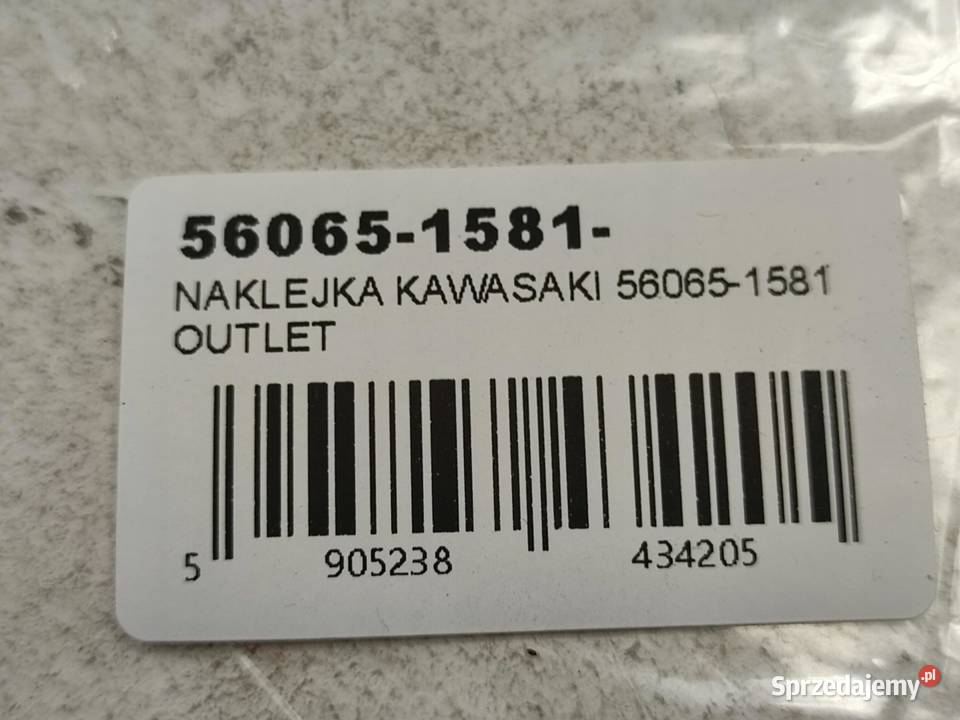 56065-1581-
NAKLEJKA KAWASAKI 56065-1581
OUTLET
5 905238 434205
Sprzedajemy.pl